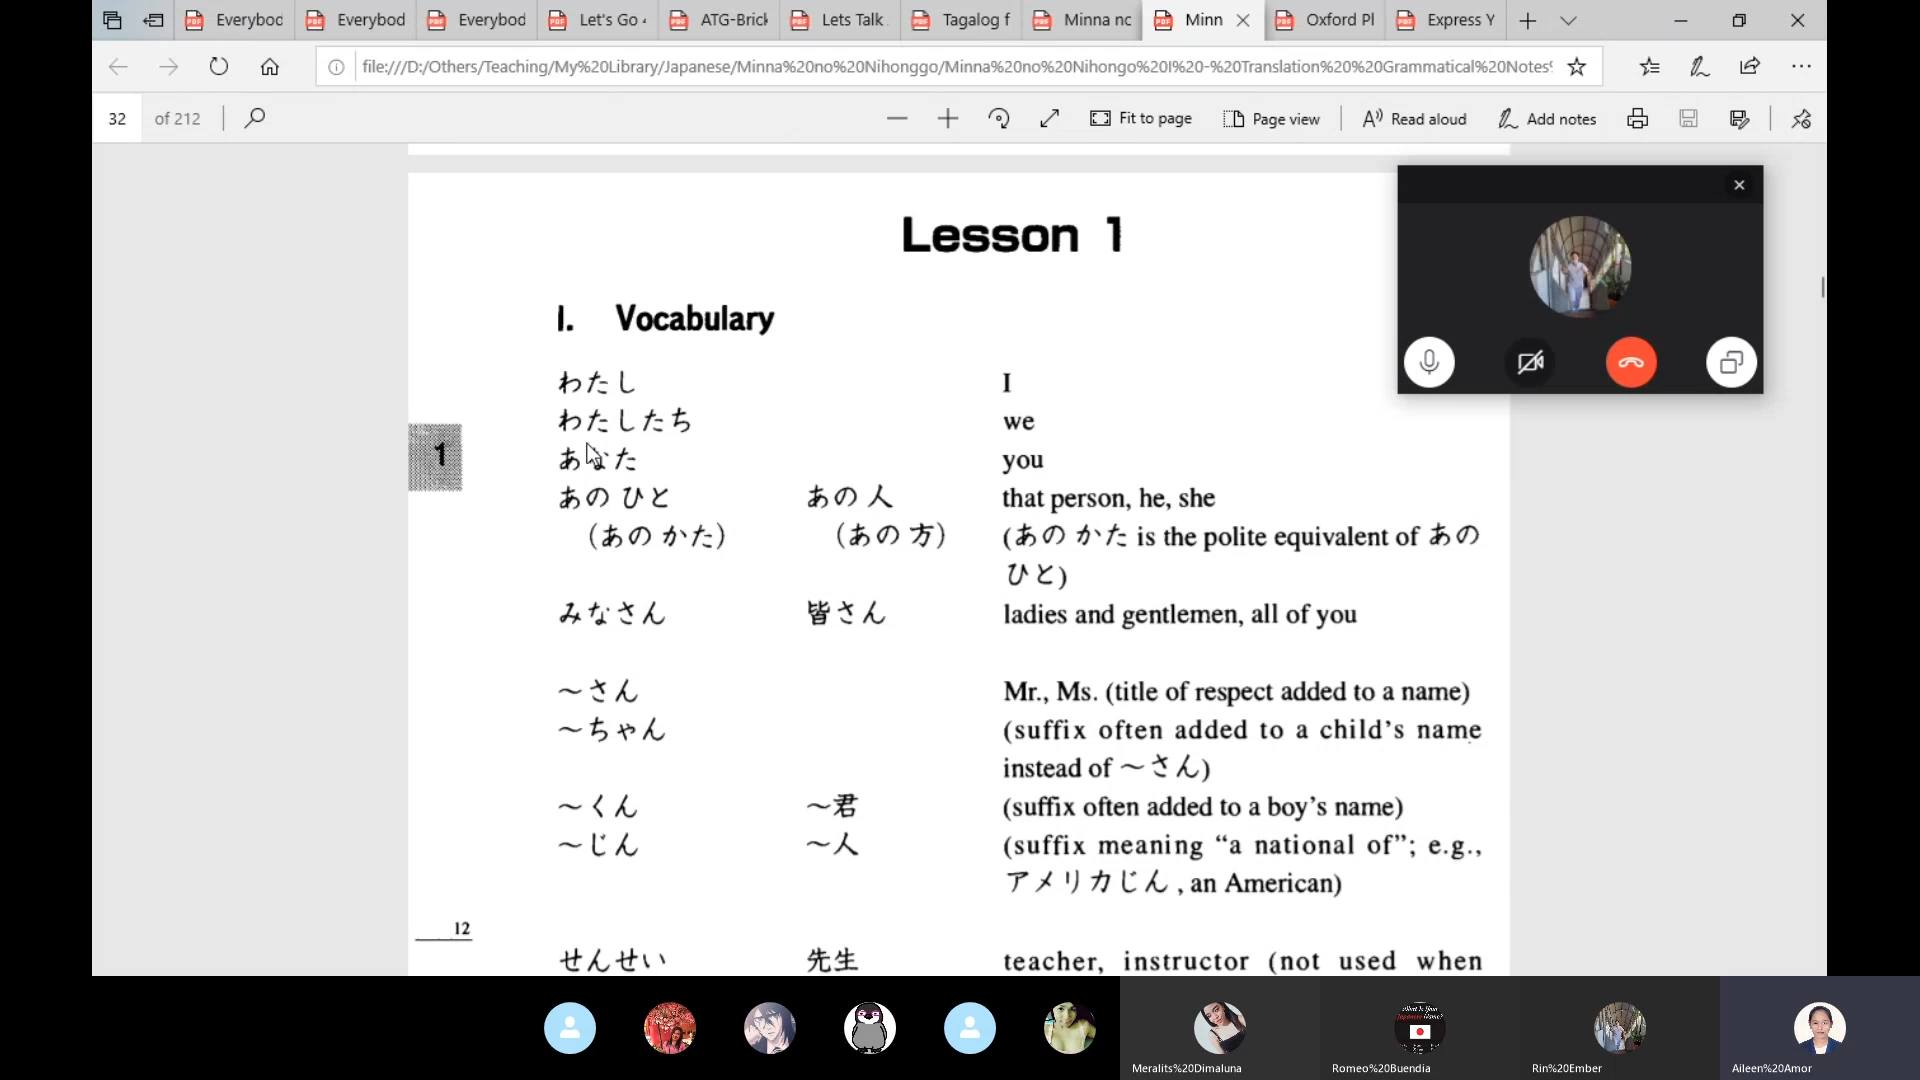 Everybod
Everybod
Everybod
Let's Go
ATG-Brick
Lets Talk
Tagalog f
Minna no
Minn
Oxford Pl
Express Y
file:///D:/Others/Teaching/My%20Library/Japanese/Minna%20no%20Nihonggo/Minna%20no%20Nihongo%20I%20-%20Translation%20%20Grammatical%20Notes%
32 of 212
Fit to page
Page view
Read aloud
Add notes
Lesson 1
I. Vocabulary
わたし I
わたしたち we
あなた you
1
あの ひと あの 人 that person, he, she
(あの かた) (あの 方) (あの かた is the polite equivalent of あの
ひと)
みなさん 皆さん ladies and gentlemen, all of you
～さん Mr., Ms. (title of respect added to a name)
～ちゃん (suffix often added to a child's name
instead of ～さん)
～くん ～君 (suffix often added to a boy's name)
～じん ～人 (suffix meaning “a national of”; e.g.,
アメリカじん, an American)
12
せんせい 先生 teacher, instructor (not used when
What Is Your
Japanese Name?
Meralits%20Dimaluna
Romeo%20Buendia
Rin%20Ember
Aileen%20Amor